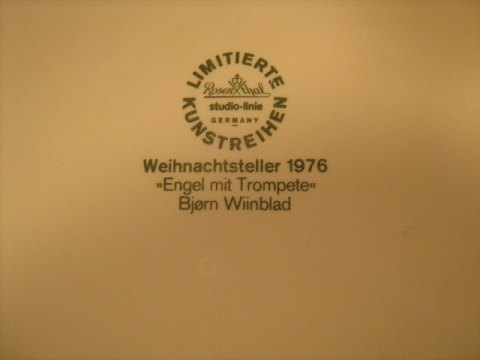 LIMITIERTE
Rosenthal
studio-linie
GERMANY
KUNSTREIHEN
Weihnachtsteller 1976
»Engel mit Trompete«
Bjørn Wiinblad